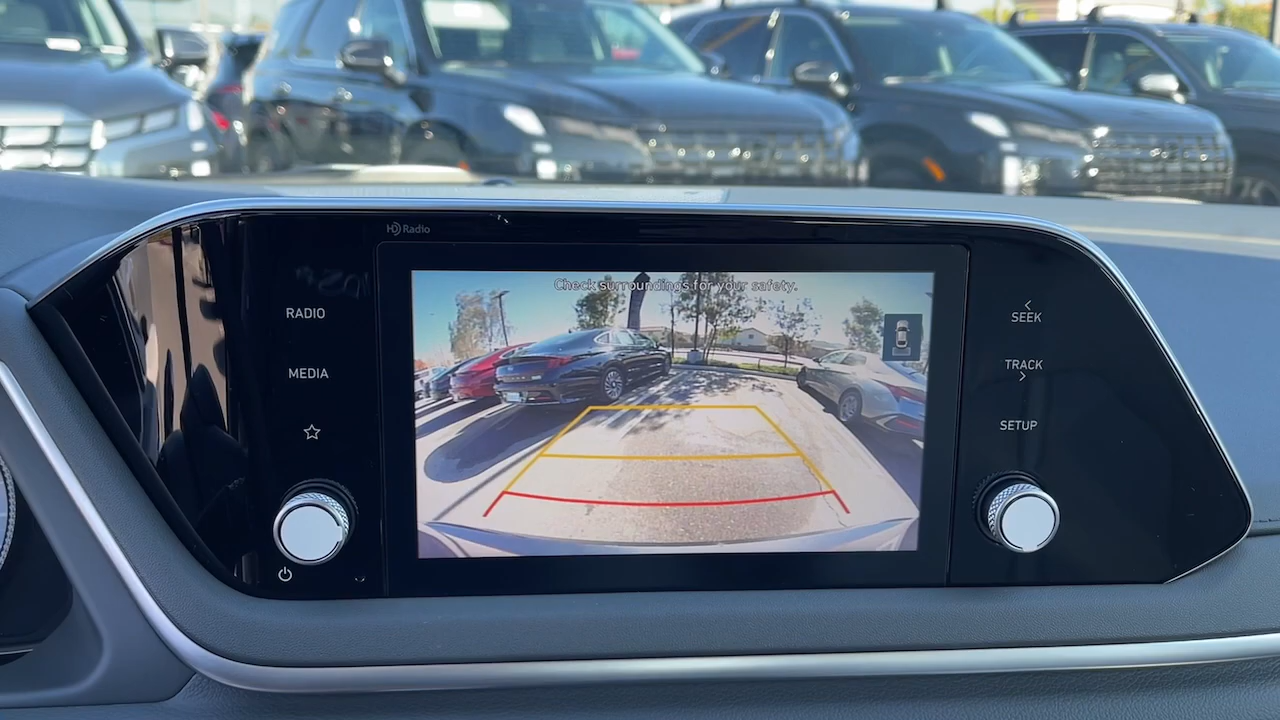 HD Radio
Check surroundings for your safety.
RADIO
MEDIA
SEEK
TRACK
SETUP